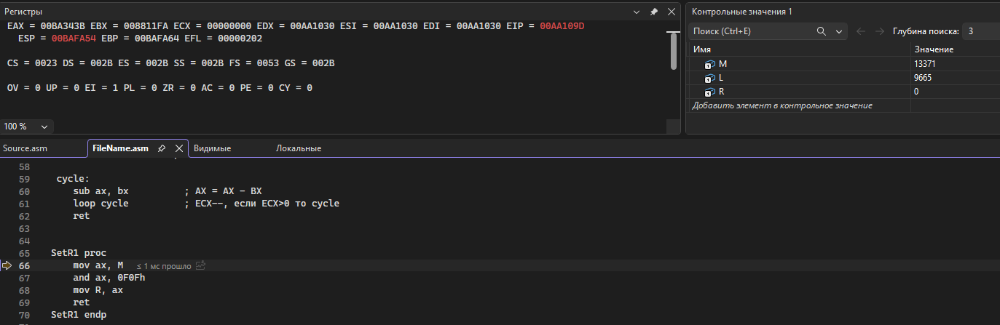 Регистры
EAX = 00BA343B EBX = 008811FA ECX = 00000000 EDX = 00AA1030 ESI = 00AA1030 EDI = 00AA1030 EIP = 00AA109D
ESP = 00BAFA54 EBP = 00BAFA64 EFL = 00000202
CS = 0023 DS = 002B ES = 002B SS = 002B FS = 0053 GS = 002B
OV = 0 UP = 0 EI = 1 PL = 0 ZR = 0 AC = 0 PE = 0 CY = 0
100 %
Контрольные значения 1
Поиск (Ctrl+E) Глубина поиска: 3
Имя Значение
M 13371
L 9665
R 0
Добавить элемент в контрольное значение
Source.asm FileName.asm Видимые Локальные
58
59 cycle:
60 sub ax, bx ; AX = AX - BX
61 loop cycle ; ECX--, если ECX>0 то cycle
62 ret
63
64
65 SetR1 proc
66 mov ax, M ≤ 1 мс прошло
67 and ax, 0F0Fh
68 mov R, ax
69 ret
70 SetR1 endp